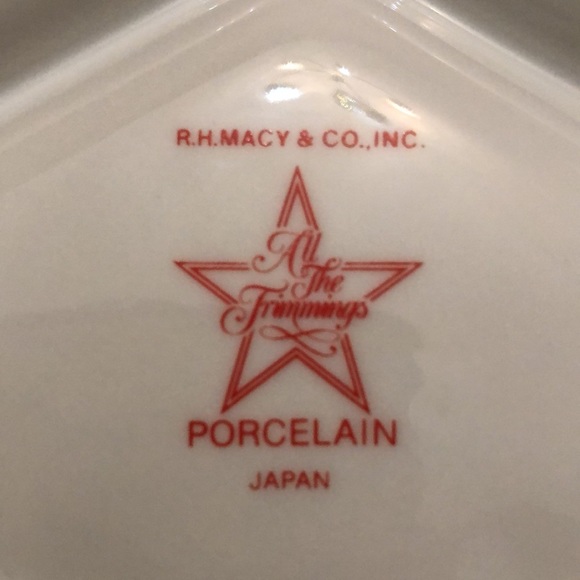 R.H.MACY & CO.,INC.
All
The
Trimmings
PORCELAIN
JAPAN